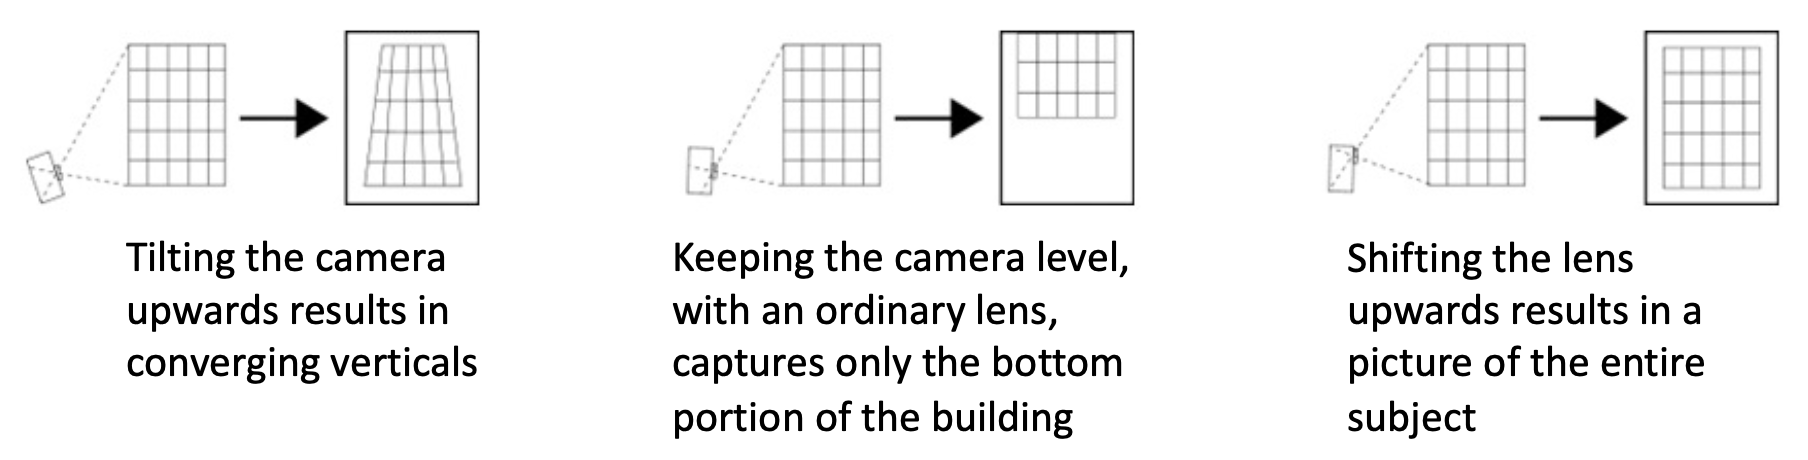 Tilting the camera
upwards results in
converging verticals
Keeping the camera level,
with an ordinary lens,
captures only the bottom
portion of the building
Shifting the lens
upwards results in a
picture of the entire
subject